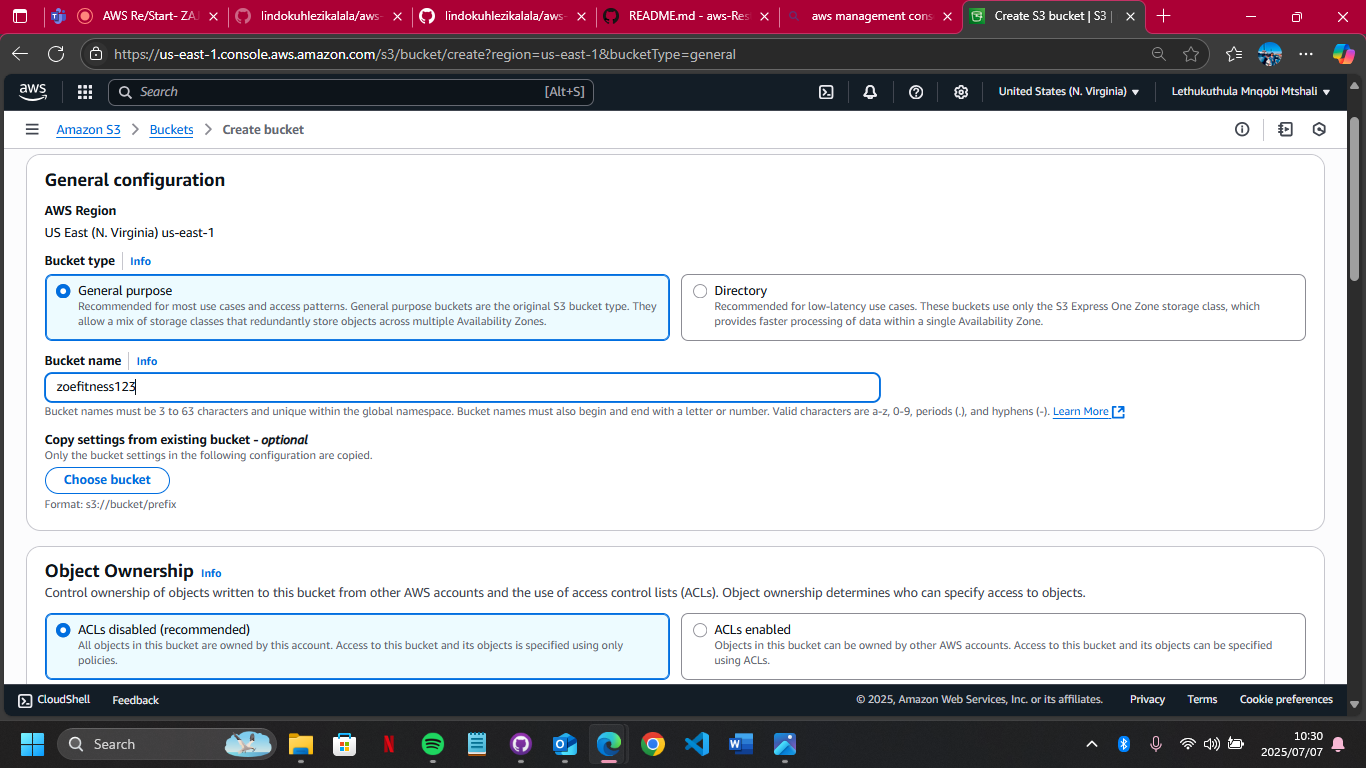 AWS Re/Start- ZAJ
lindokuhlezikalala/aws-
lindokuhlezikalala/aws-
README.md - aws-Res
aws management cons
Create S3 bucket | S3 |
https://us-east-1.console.aws.amazon.com/s3/bucket/create?region=us-east-1&bucketType=general
aws
Search
[Alt+S]
United States (N. Virginia)
Lethukuthula Mnqobi Mtshali
Amazon S3
Buckets
Create bucket
General configuration
AWS Region
US East (N. Virginia) us-east-1
Bucket type
Info
General purpose
Recommended for most use cases and access patterns. General purpose buckets are the original S3 bucket type. They
allow a mix of storage classes that redundantly store objects across multiple Availability Zones.
Directory
Recommended for low-latency use cases. These buckets use only the S3 Express One Zone storage class, which
provides faster processing of data within a single Availability Zone.
Bucket name
Info
zoefitness123
Bucket names must be 3 to 63 characters and unique within the global namespace. Bucket names must also begin and end with a letter or number. Valid characters are a-z, 0-9, periods (.), and hyphens (-). Learn More
Copy settings from existing bucket - optional
Only the bucket settings in the following configuration are copied.
Choose bucket
Format: s3://bucket/prefix
Object Ownership
Info
Control ownership of objects written to this bucket from other AWS accounts and the use of access control lists (ACLs). Object ownership determines who can specify access to objects.
ACLs disabled (recommended)
All objects in this bucket are owned by this account. Access to this bucket and its objects is specified using only
policies.
ACLs enabled
Objects in this bucket can be owned by other AWS accounts. Access to this bucket and its objects can be specified
using ACLs.
CloudShell
Feedback
© 2025, Amazon Web Services, Inc. or its affiliates.
Privacy
Terms
Cookie preferences
Search
10:30
2025/07/07